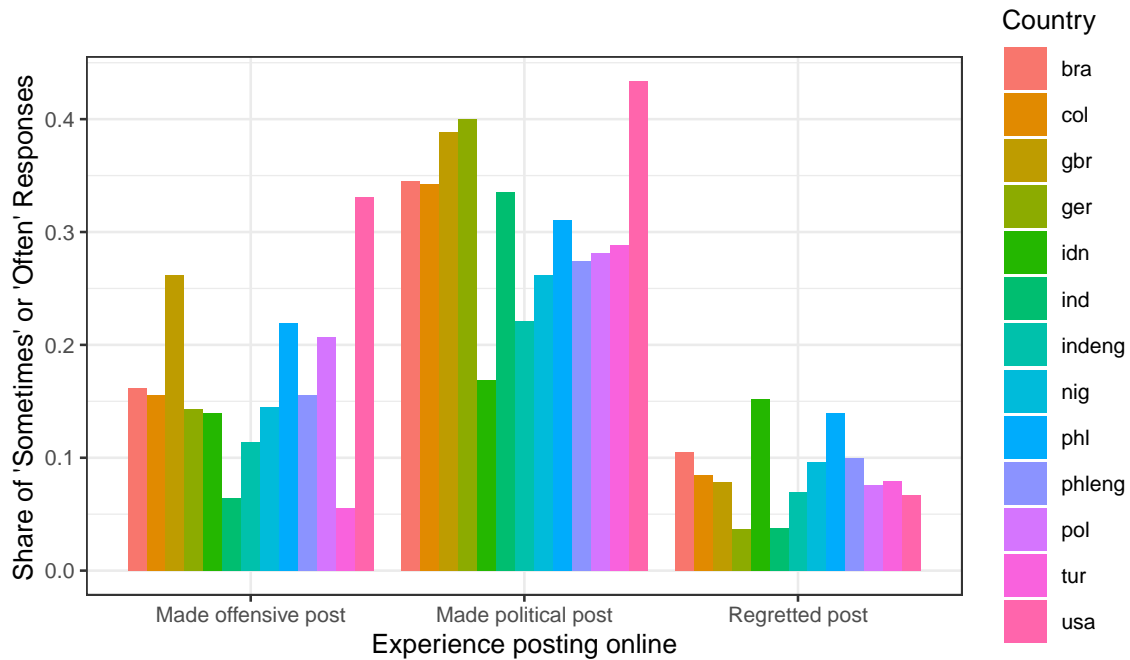 Share of 'Sometimes' or 'Often' Responses
0.4
0.3
0.2
0.1
0.0
Made offensive post
Made political post
Regretted post
Experience posting online
Country
bra
col
gbr
ger
idn
ind
indeng
nig
phl
phleng
pol
tur
usa